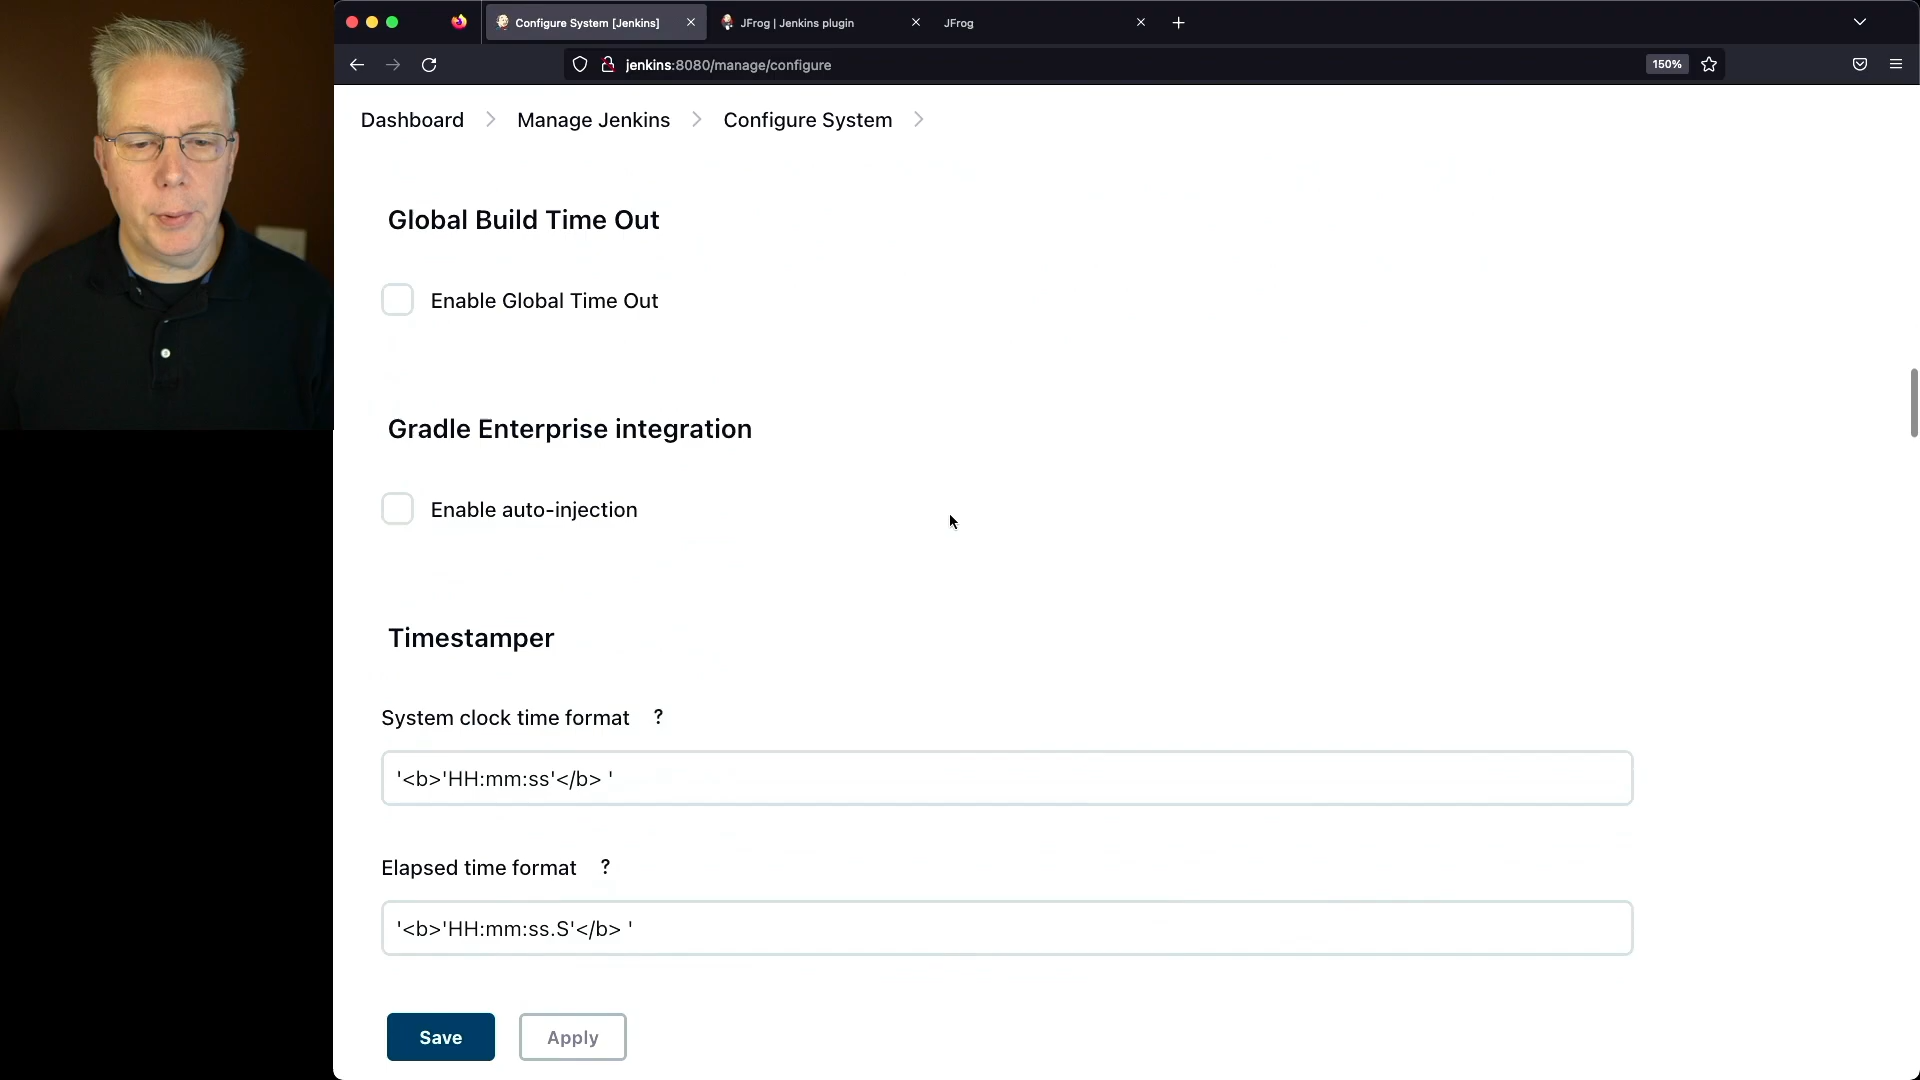 Configure System [Jenkins]
JFrog | Jenkins plugin
JFrog
jenkins:8080/manage/configure
150%
Dashboard
Manage Jenkins
Configure System
Global Build Time Out
Enable Global Time Out
Gradle Enterprise integration
Enable auto-injection
Timestamper
System clock time format ?
'<b>'HH:mm:ss'</b> '
Elapsed time format ?
'<b>'HH:mm:ss.S'</b> '
Save
Apply